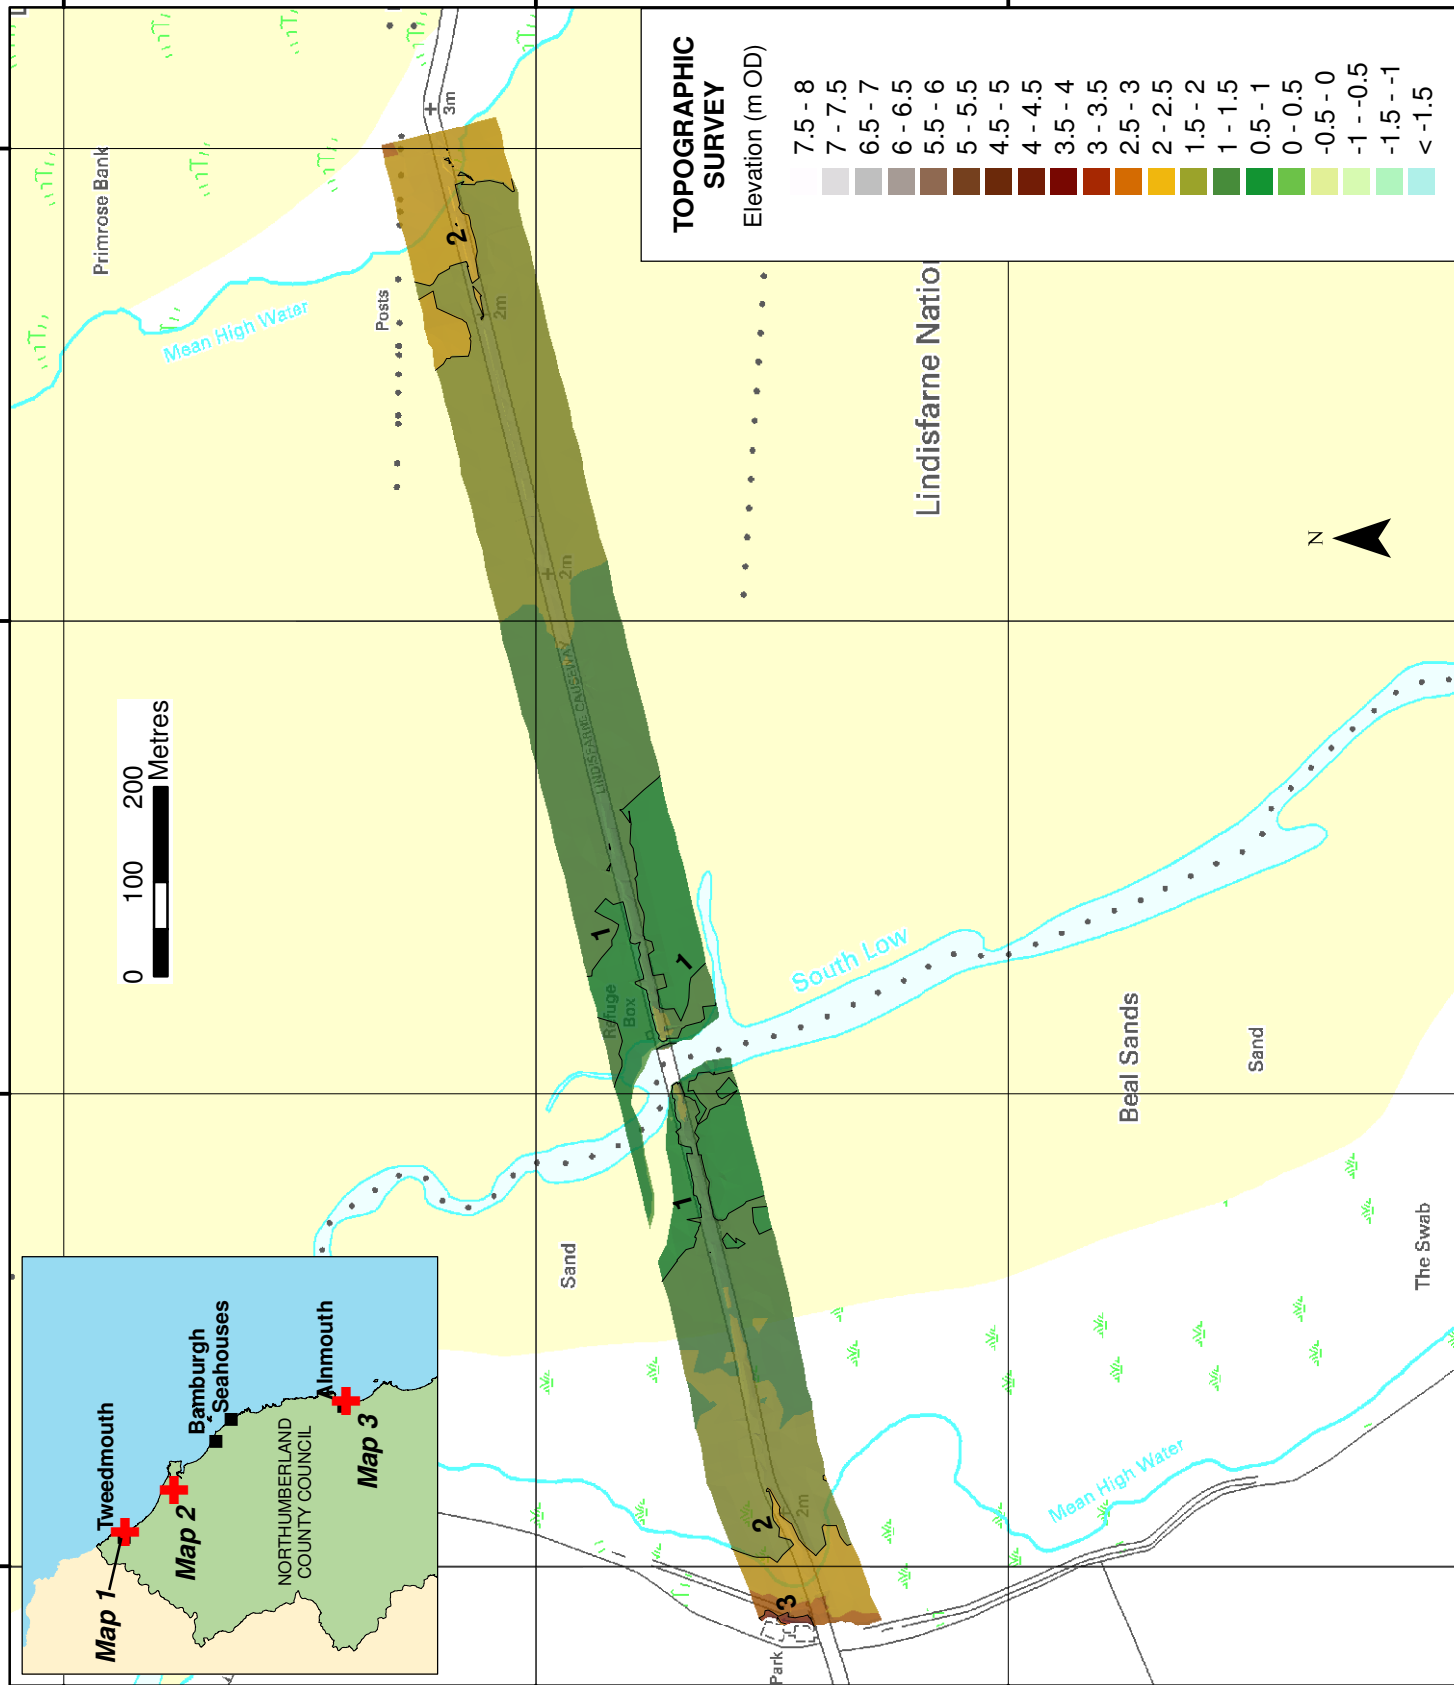 Primrose Bank
Mean High Water
Posts
3m
2
2m
2m
LINDISFARNE CAUSEWAY
Lindisfarne Natio
0 100 200
Metres
1
1
Refuge
Box
South Low
Beal Sands
Sand
Sand
1
The Swab
Mean High Water
2
2m
3
Park
N
TOPOGRAPHIC
SURVEY
Elevation (m OD)
7.5 - 8
7 - 7.5
6.5 - 7
6 - 6.5
5.5 - 6
5 - 5.5
4.5 - 5
4 - 4.5
3.5 - 4
3 - 3.5
2.5 - 3
2 - 2.5
1.5 - 2
1 - 1.5
0.5 - 1
0 - 0.5
-0.5 - 0
-1 - -0.5
-1.5 - -1
< -1.5
Map 1
Tweedmouth
Map 2
Bamburgh
Seahouses
NORTHUMBERLAND
COUNTY COUNCIL
Alnmouth
Map 3